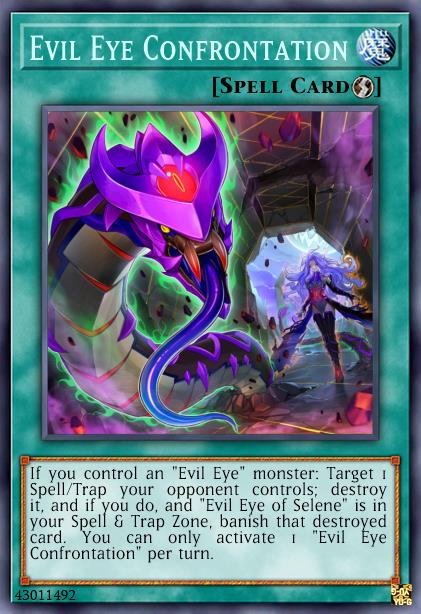 EVIL EYE CONFRONTATION
魔
[SPELL CARD]
If you control an "Evil Eye" monster: Target 1
Spell/Trap your opponent controls; destroy
it, and if you do, and "Evil Eye of Selene" is in
your Spell & Trap Zone, banish that destroyed
card. You can only activate 1 "Evil Eye
Confrontation" per turn.
43011492